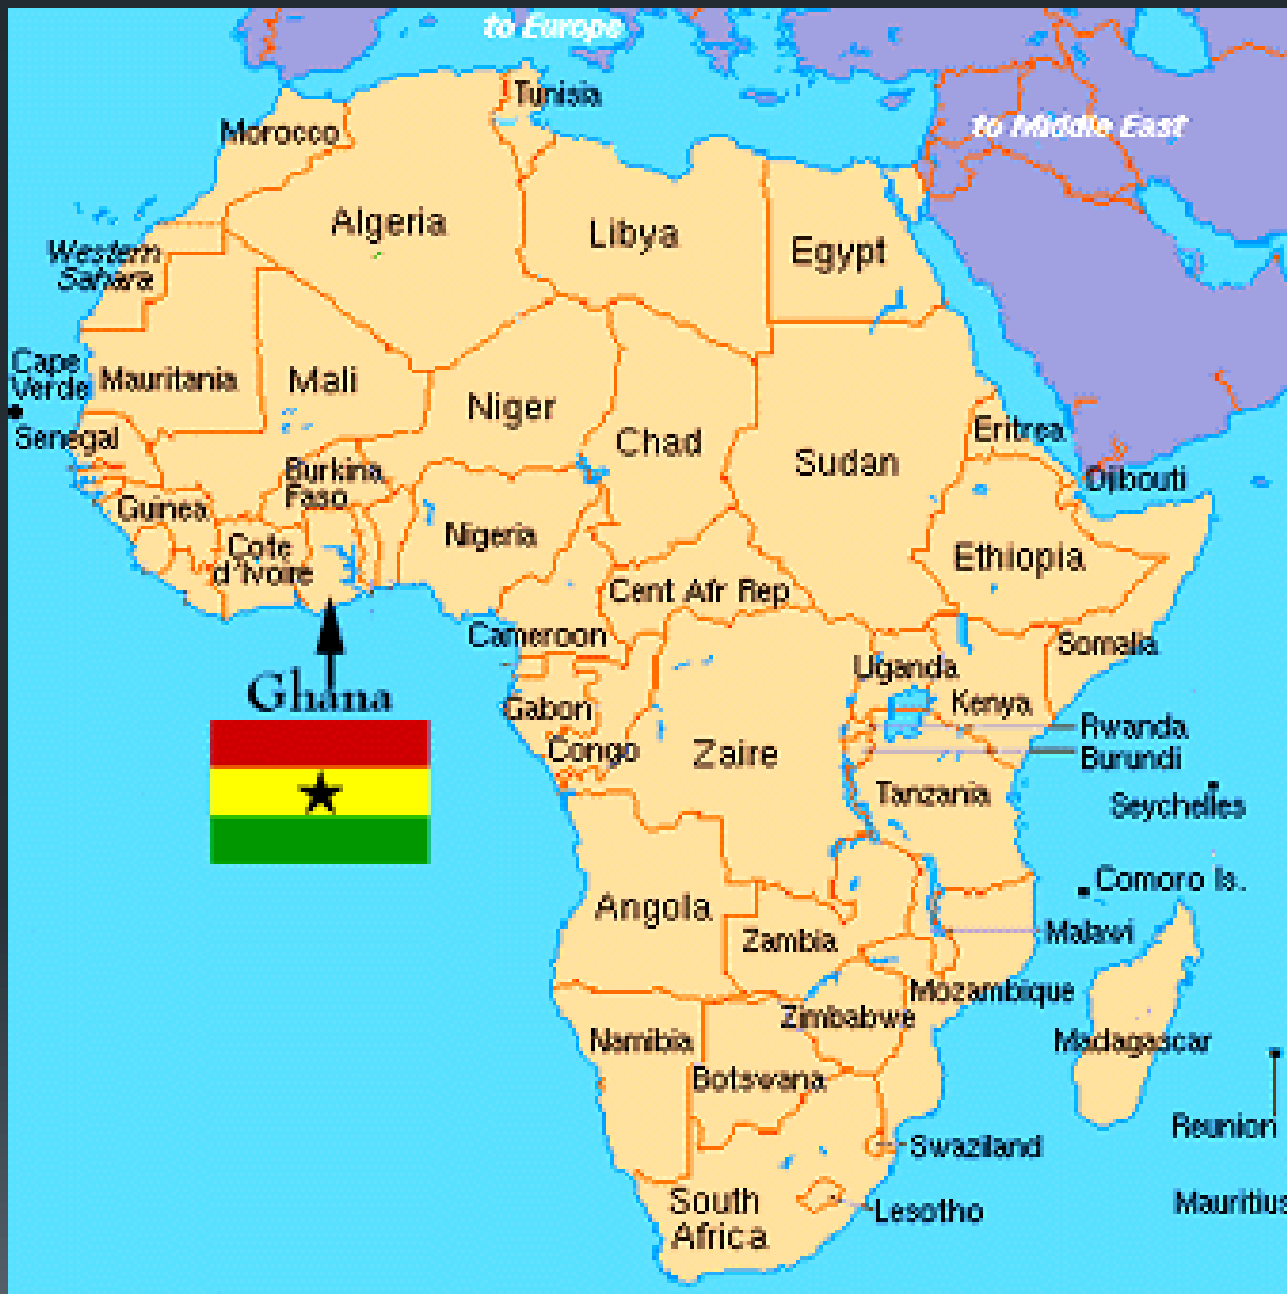 to Europe
Tunisia
to Middle East
Morocco
Algeria
Libya
Egypt
Western
Sahara
Cape
Verde
Mauritania
Mali
Niger
Chad
Sudan
Eritrea
Senegal
Burkina
Faso
Djibouti
Guinea
Nigeria
Cote
d'Ivoire
Ethiopia
Cent Afr Rep
Cameroon
Somalia
Uganda
Ghana
Gabon
Kenya
Congo
Zaire
Rwanda
Burundi
Tanzania
Seychelles
Comoro Is.
Angola
Zambia
Malawi
Mozambique
Zimbabwe
Namibia
Madagascar
Botswana
Reunion
Swaziland
South
Africa
Lesotho
Mauritius